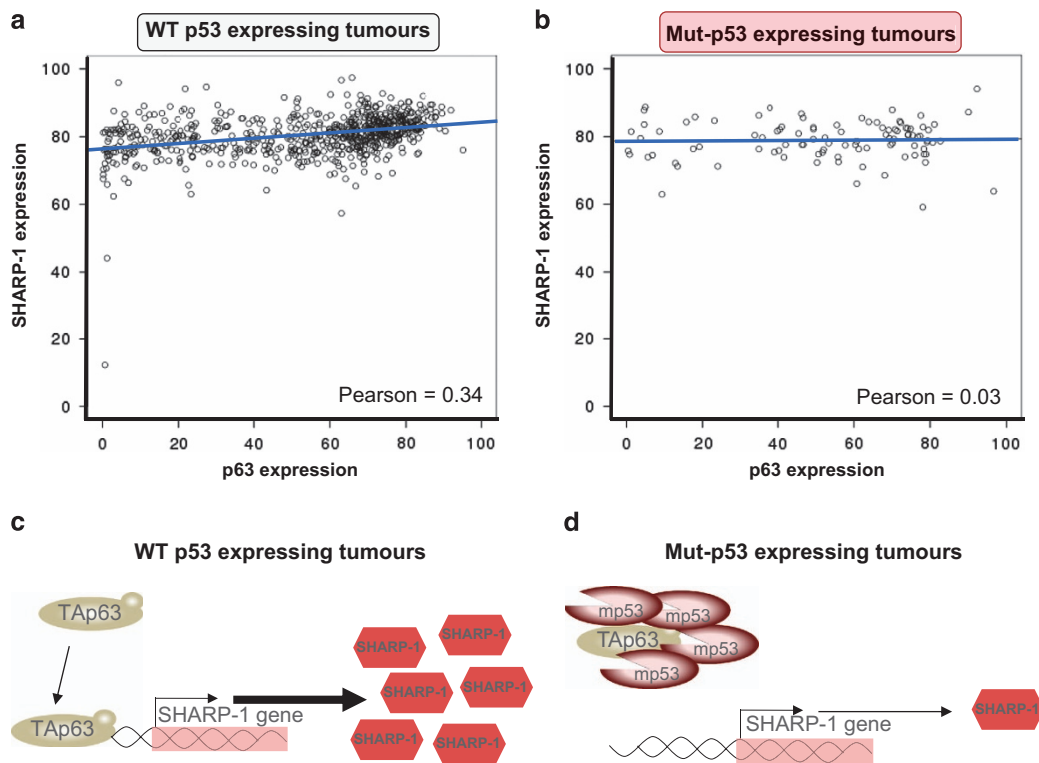 a
WT p53 expressing tumours
SHARP-1 expression
100
80
60
40
20
0
0 20 40 60 80 100
p63 expression
Pearson = 0.34
b
Mut-p53 expressing tumours
SHARP-1 expression
100
80
60
40
20
0
0 20 40 60 80 100
p63 expression
Pearson = 0.03
c
WT p53 expressing tumours
TAp63
TAp63
SHARP-1 gene
SHARP-1
SHARP-1
SHARP-1
SHARP-1
SHARP-1
SHARP-1
d
Mut-p53 expressing tumours
mp53
mp53
TAp63
mp53
mp53
SHARP-1 gene
SHARP-1